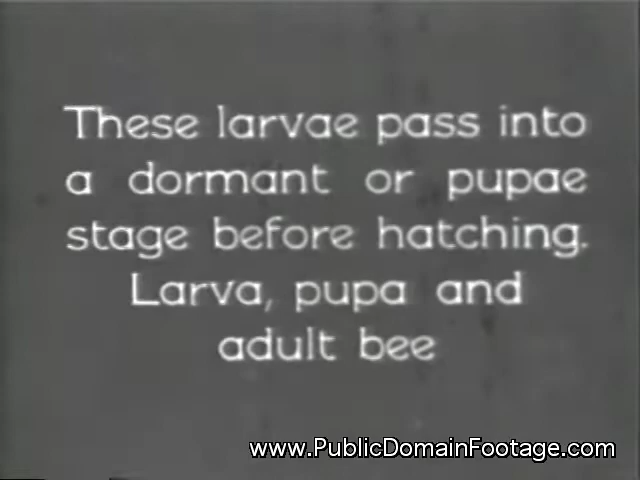 These larvae pass into
a dormant or pupae
stage before hatching.
Larva, pupa and
adult bee
www.PublicDomainFootage.com